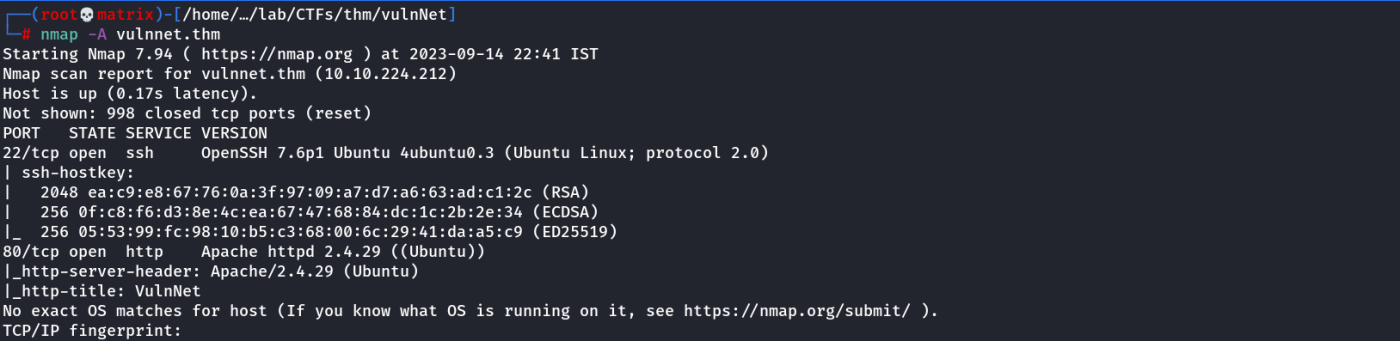 ┌──(root💀matrix)-[/home/…/lab/CTFs/thm/vulnNet]
└─# nmap -A vulnnet.thm
Starting Nmap 7.94 ( https://nmap.org ) at 2023-09-14 22:41 IST
Nmap scan report for vulnnet.thm (10.10.224.212)
Host is up (0.17s latency).
Not shown: 998 closed tcp ports (reset)
PORT   STATE SERVICE VERSION
22/tcp open  ssh     OpenSSH 7.6p1 Ubuntu 4ubuntu0.3 (Ubuntu Linux; protocol 2.0)
| ssh-hostkey:
|   2048 ea:c9:e8:67:76:0a:3f:97:09:a7:d7:a6:63:ad:c1:2c (RSA)
|   256 0f:c8:f6:d3:8e:4c:ea:67:47:68:84:dc:1c:2b:2e:34 (ECDSA)
|_  256 05:53:99:fc:98:10:b5:c3:68:00:6c:29:41:da:a5:c9 (ED25519)
80/tcp open  http    Apache httpd 2.4.29 ((Ubuntu))
|_http-server-header: Apache/2.4.29 (Ubuntu)
|_http-title: VulnNet
No exact OS matches for host (If you know what OS is running on it, see https://nmap.org/submit/ ).
TCP/IP fingerprint: